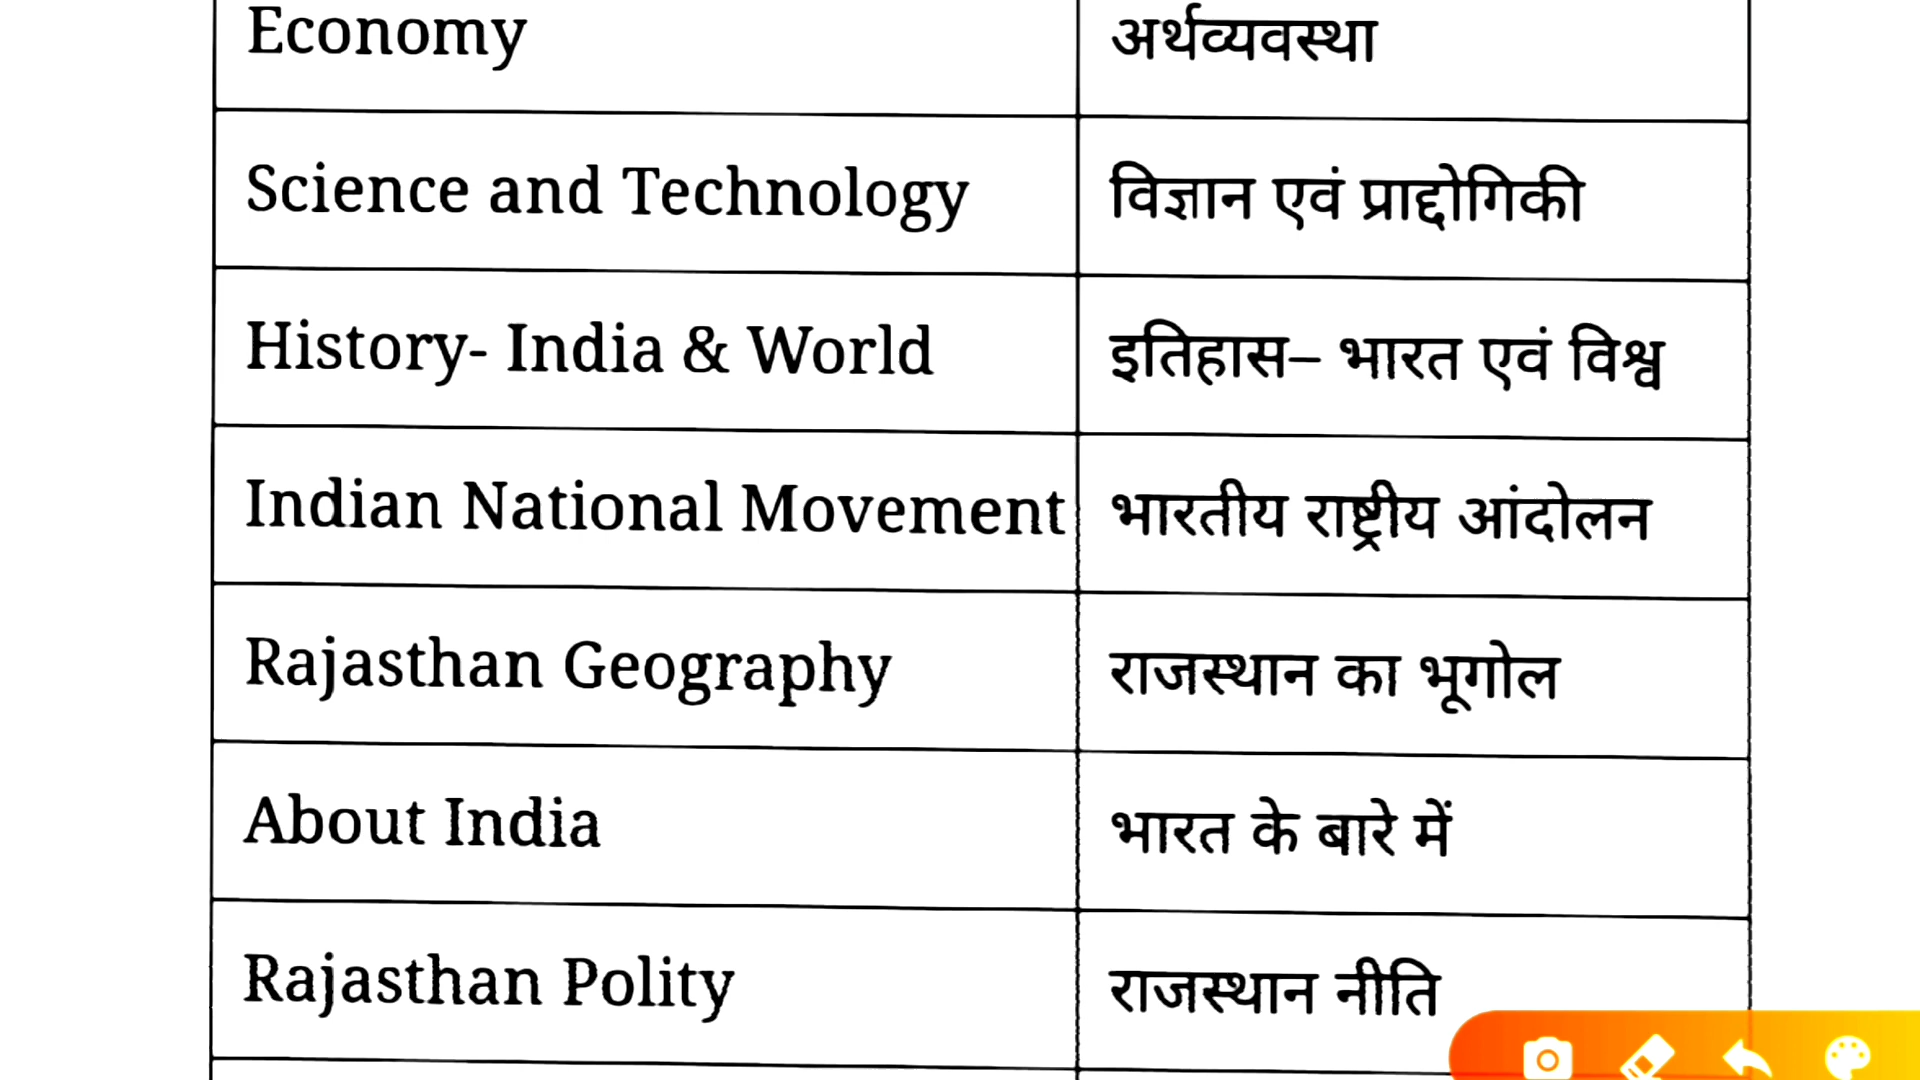 Economy अर्थव्यवस्था
Science and Technology विज्ञान एवं प्राद्दोगिकी
History- India & World इतिहास– भारत एवं विश्व
Indian National Movement भारतीय राष्ट्रीय आंदोलन
Rajasthan Geography राजस्थान का भूगोल
About India भारत के बारे में
Rajasthan Polity राजस्थान नीति